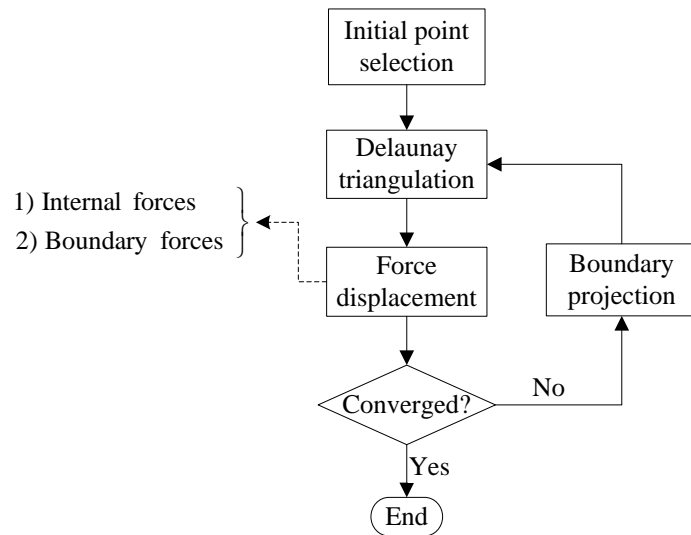 Initial point
selection
Delaunay
triangulation
1) Internal forces
2) Boundary forces
Force
displacement
Boundary
projection
Converged?
No
Yes
End